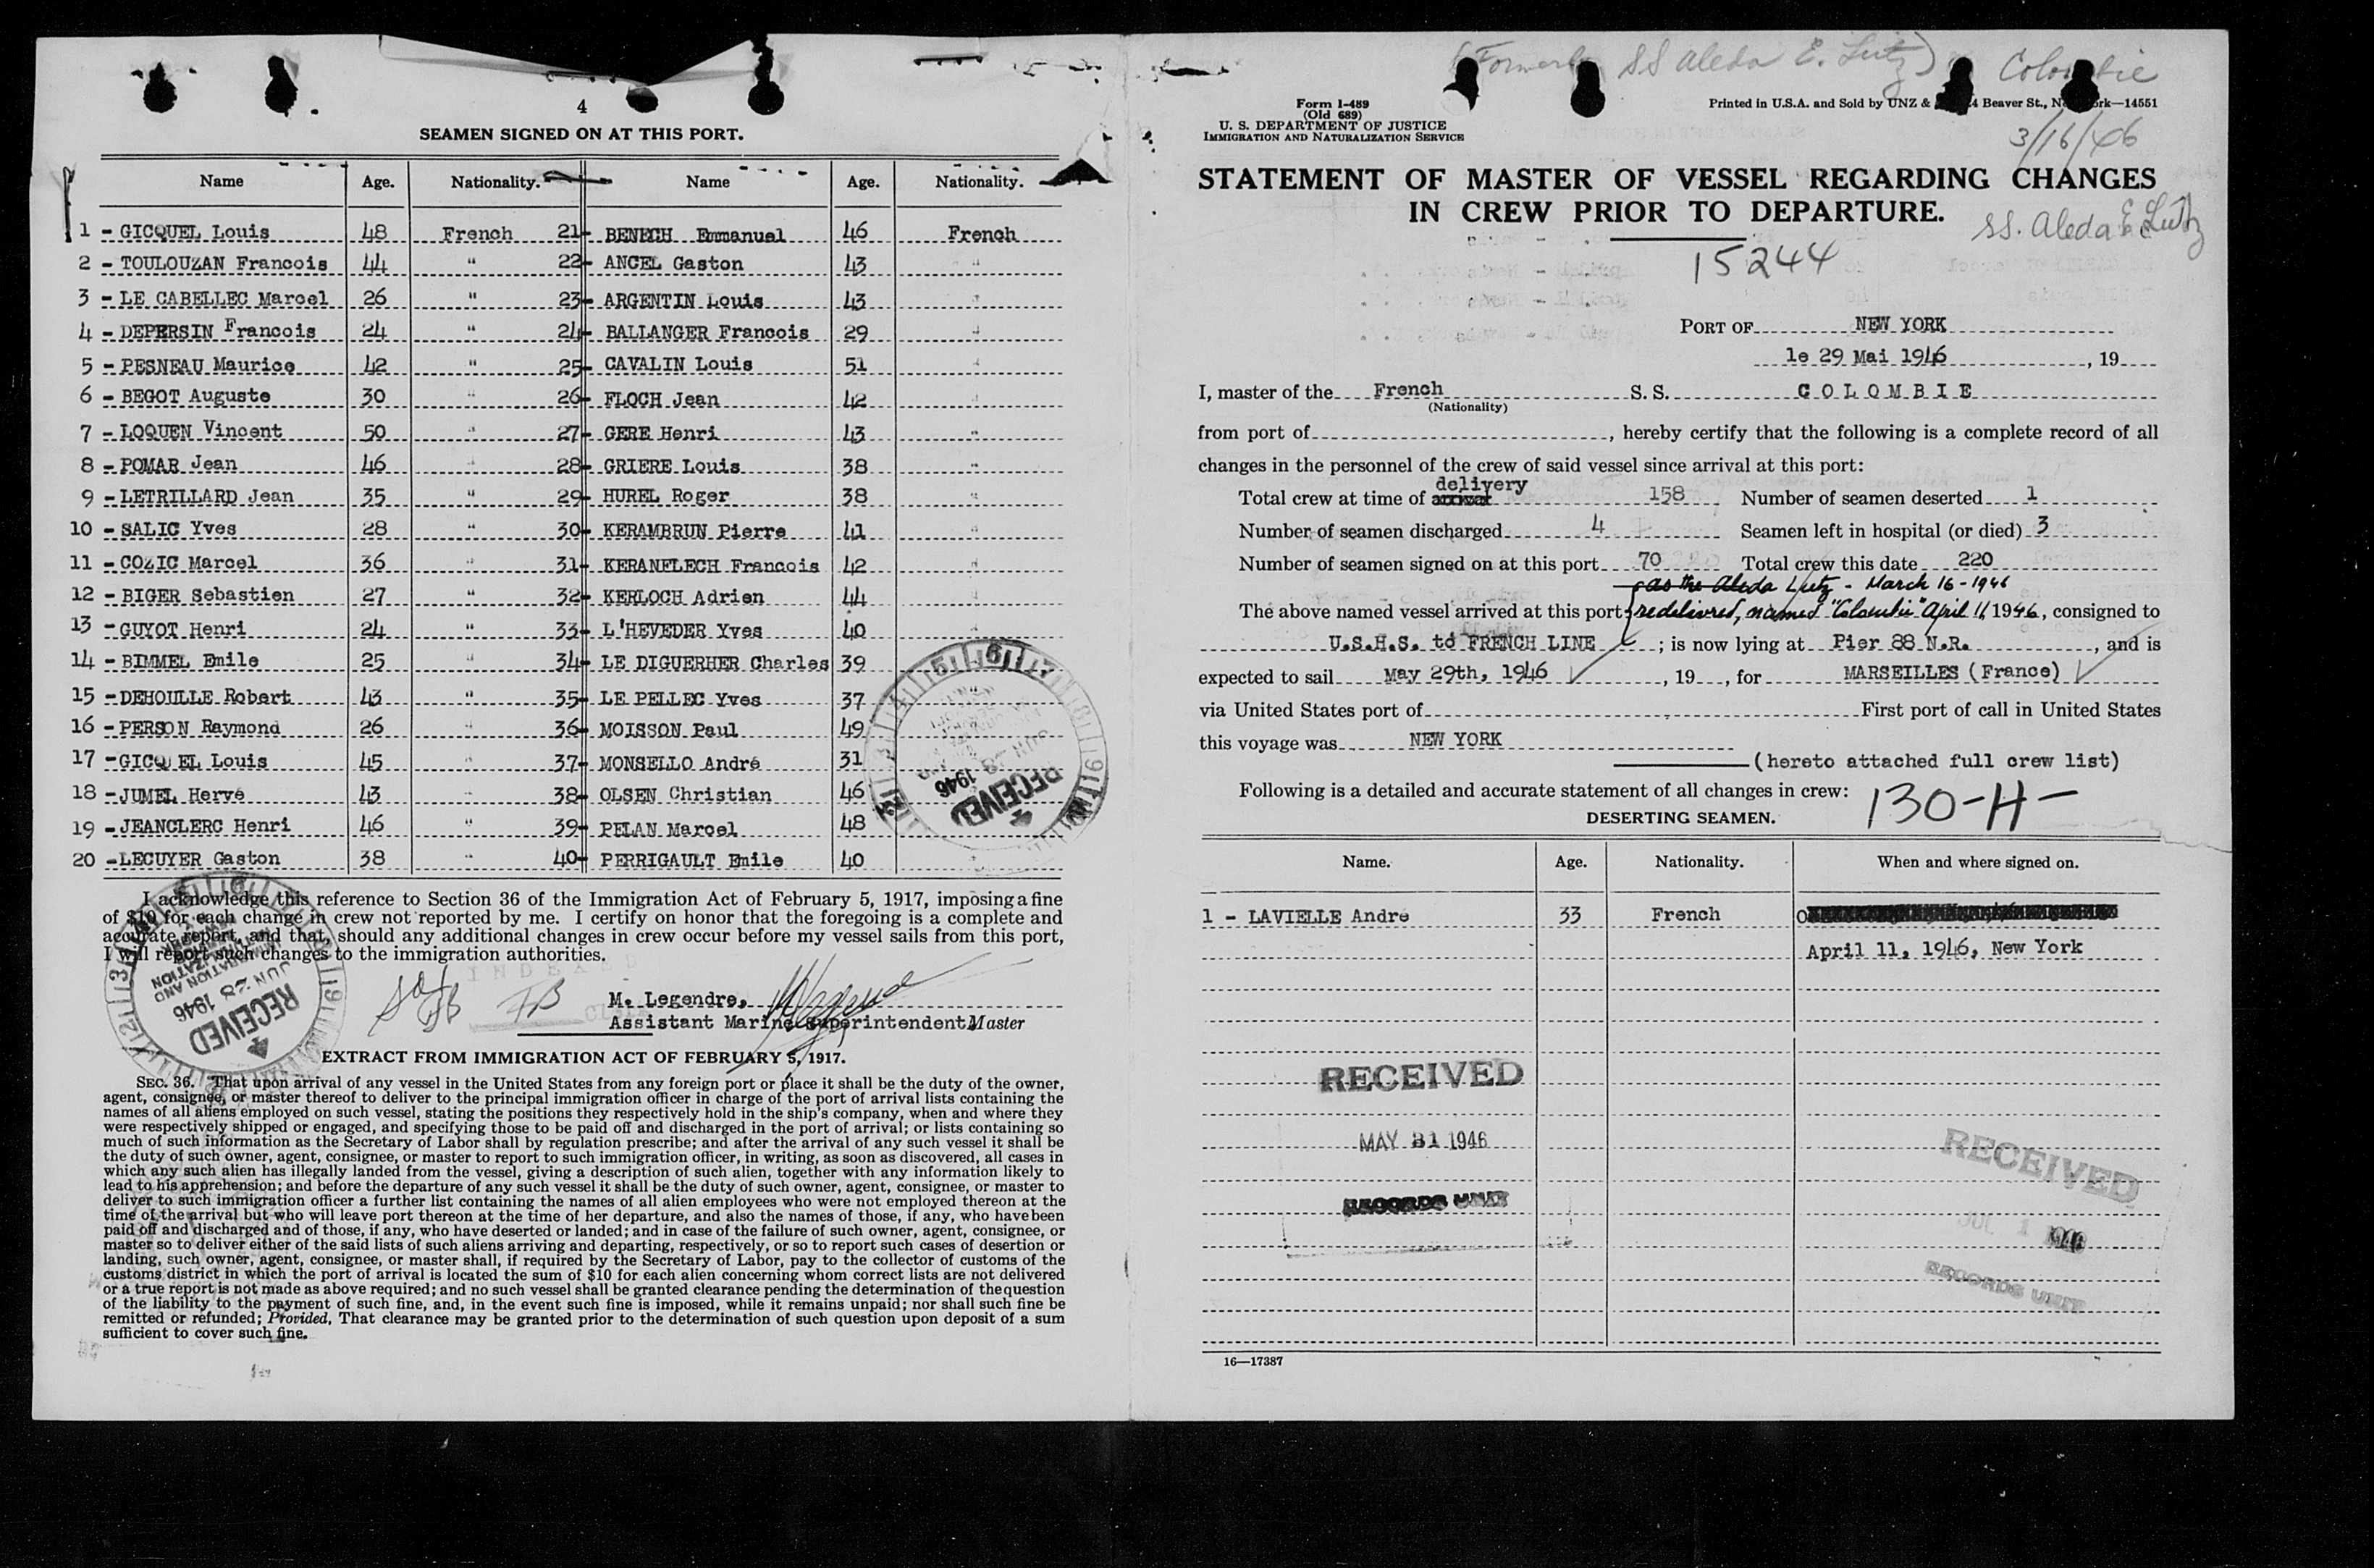 4
SEAMEN SIGNED ON AT THIS PORT.
Name Age. Nationality. Name Age. Nationality.
1 - GICQUEL Louis 48 French 21- BENECH Emmanuel 46 French
2 - TOULOUZAN Francois 44 " 22- ANCEL Gaston 43 "
3 - LE CABELLEC Marcel 26 " 23- ARGENTIN Louis 43 "
4 - DEPERSIN Francois 24 " 24- BALLANGER Francois 29 "
5 - PESNEAU Maurice 42 " 25- CAVALIN Louis 51 "
6 - BEGOT Auguste 30 " 26- FLOCH Jean 42 "
7 - LOQUEN Vincent 50 " 27- GERE Henri 43 "
8 - POMAR Jean 46 " 28- GRIERE Louis 38 "
9 - LETRILLARD Jean 35 " 29- HUREL Roger 38 "
10 - SALIC Yves 28 " 30- KERAMBRUN Pierre 41 "
11 - COZIC Marcel 36 " 31- KERANFLECH Francois 42 "
12 - BIGER Sebastien 27 " 32- KERLOCH Adrien 44 "
13 - GUYOT Henri 24 " 33- L'HEVEDER Yves 40 "
14 - BIMMEL Emile 25 " 34- LE DIGUERHER Charles 39
15 - DEHOULLE Robert 43 " 35- LE PELLEC Yves 37
16 - PERSON Raymond 26 " 36- MOISSON Paul 49
17 - GICQUEL Louis 45 " 37- MONSELLO André 31
18 - JUMEL Hervé 43 " 38- OLSEN Christian 46
19 - JEANCLERC Henri 46 " 39- PELAN Marcel 48
20 - LECUYER Gaston 38 " 40- PERRIGAULT Emile 40
RECEIVED
1946
I acknowledge this reference to Section 36 of the Immigration Act of February 5, 1917, imposing a fine
of $10 for each change in crew not reported by me. I certify on honor that the foregoing is a complete and
accurate report, and that, should any additional changes in crew occur before my vessel sails from this port,
I will report such changes to the immigration authorities.
RECEIVED
JUN 28 1946
IMMIGRATION AND
NATURALIZATION
M. Legendre,
Assistant Marine Superintendent Master
EXTRACT FROM IMMIGRATION ACT OF FEBRUARY 5, 1917.
SEC. 36. That upon arrival of any vessel in the United States from any foreign port or place it shall be the duty of the owner,
agent, consignee, or master thereof to deliver to the principal immigration officer in charge of the port of arrival lists containing the
names of all aliens employed on such vessel, stating the positions they respectively hold in the ship's company, when and where they
were respectively shipped or engaged, and specifying those to be paid off and discharged in the port of arrival; or lists containing so
much of such information as the Secretary of Labor shall by regulation prescribe; and after the arrival of any such vessel it shall be
the duty of such owner, agent, consignee, or master to report to such immigration officer, in writing, as soon as discovered, all cases in
which any such alien has illegally landed from the vessel, giving a description of such alien, together with any information likely to
lead to his apprehension; and before the departure of any such vessel it shall be the duty of such owner, agent, consignee, or master to
deliver to such immigration officer a further list containing the names of all alien employees who were not employed thereon at the
time of the arrival but who will leave port thereon at the time of her departure, and also the names of those, if any, who have been
paid off and discharged and of those, if any, who have deserted or landed; and in case of the failure of such owner, agent, consignee, or
master so to deliver either of the said lists of such aliens arriving and departing, respectively, or so to report such cases of desertion or
landing, such owner, agent, consignee, or master shall, if required by the Secretary of Labor, pay to the collector of customs of the
customs district in which the port of arrival is located the sum of $10 for each alien concerning whom correct lists are not delivered
or a true report is not made as above required; and no such vessel shall be granted clearance pending the determination of the question
of the liability to the payment of such fine, and, in the event such fine is imposed, while it remains unpaid; nor shall such fine be
remitted or refunded; Provided, That clearance may be granted prior to the determination of such question upon deposit of a sum
sufficient to cover such fine.
(Formerly SS Aleda E. Lutz) Colombie
Form I-489
(Old 689)
U. S. DEPARTMENT OF JUSTICE
IMMIGRATION AND NATURALIZATION SERVICE
Printed in U.S.A. and Sold by UNZ & Beaver St., New York—14551
3/16/46
STATEMENT OF MASTER OF VESSEL REGARDING CHANGES
IN CREW PRIOR TO DEPARTURE.
SS. Aleda E. Lutz
15244
PORT OF NEW YORK
le 29 Mai 1946, 19
I, master of the French S. S. COLOMBIE
(Nationality)
from port of , hereby certify that the following is a complete record of all
changes in the personnel of the crew of said vessel since arrival at this port:
delivery
Total crew at time of arrival 158 Number of seamen deserted 1
Number of seamen discharged 4 Seamen left in hospital (or died) 3
Number of seamen signed on at this port 70 Total crew this date 220
as the Aleda Lutz - March 16 - 1946
The above named vessel arrived at this port redelivered, named "Colombie" April 11, 1946, consigned to
U.S.H.S. to FRENCH LINE ; is now lying at Pier 88 N.R. , and is
expected to sail May 29th, 1946 , 19 , for MARSEILLES (France)
via United States port of First port of call in United States
this voyage was NEW YORK
(hereto attached full crew list)
Following is a detailed and accurate statement of all changes in crew: 130-H-
DESERTING SEAMEN.
Name. Age. Nationality. When and where signed on.
1 - LAVIELLE André 33 French
April 11, 1946, New York
RECEIVED
MAY 31 1946
RECORDS UNIT
RECEIVED
JUL 1 1946
RECORDS UNIT
16—17387